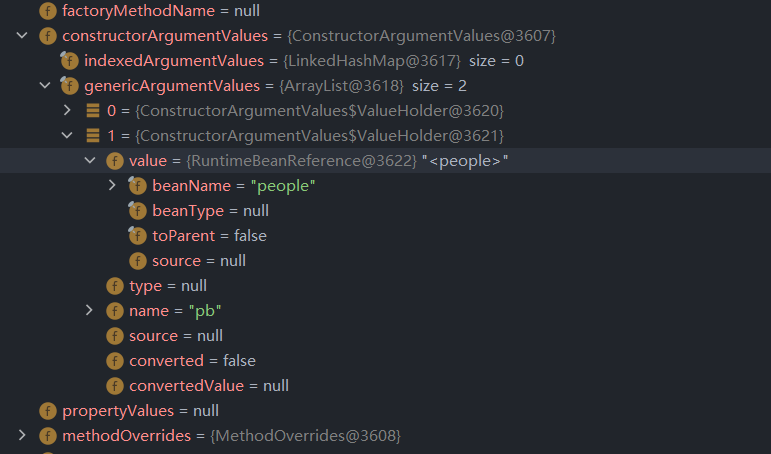 factoryMethodName = null
constructorArgumentValues = {ConstructorArgumentValues@3607}
indexedArgumentValues = {LinkedHashMap@3617} size = 0
genericArgumentValues = {ArrayList@3618} size = 2
0 = {ConstructorArgumentValues$ValueHolder@3620}
1 = {ConstructorArgumentValues$ValueHolder@3621}
value = {RuntimeBeanReference@3622} "<people>"
beanName = "people"
beanType = null
toParent = false
source = null
type = null
name = "pb"
source = null
converted = false
convertedValue = null
propertyValues = null
methodOverrides = {MethodOverrides@3608}